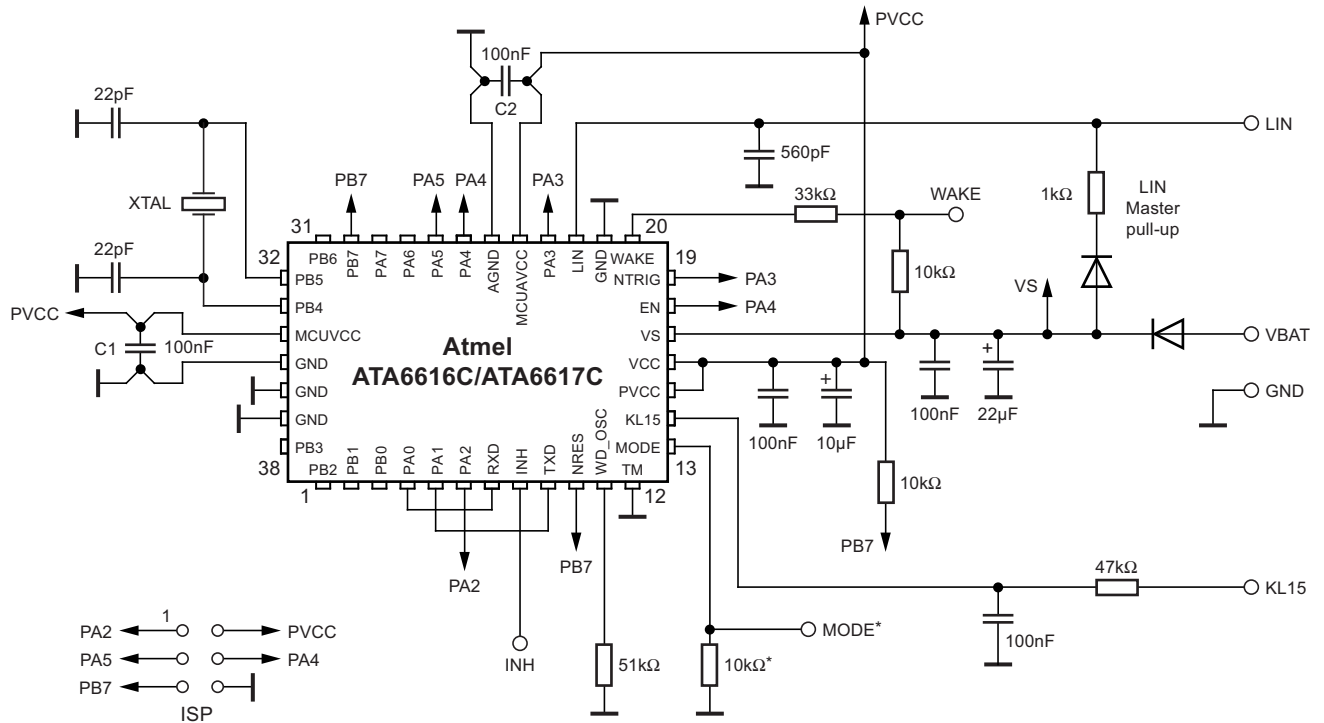 PVCC
100nF
C2
22pF
LIN
560pF
XTAL
PB7
PA5
PA4
PA3
33kΩ
WAKE
1kΩ
LIN
Master
pull-up
31
20
22pF
32
PB6
PB7
PA7
PA6
PA5
PA4
AGND
MCUAVCC
PA3
LIN
GND
WAKE
19
10kΩ
PB5
NTRIG
PA3
VS
PB4
EN
PA4
PVCC
MCUVCC
VS
VBAT
C1
100nF
Atmel
ATA6616C/ATA6617C
GND
VCC
GND
PVCC
GND
GND
KL15
100nF
22µF
+
+
PB3
MODE
100nF
10µF
38
PB2
PB1
PB0
PA0
PA1
PA2
RXD
INH
TXD
NRES
WD_OSC
TM
13
1
12
10kΩ
PB7
PA2
PB7
47kΩ
KL15
1
PA2
PVCC
MODE*
100nF
PA5
PA4
INH
51kΩ
10kΩ*
PB7
ISP